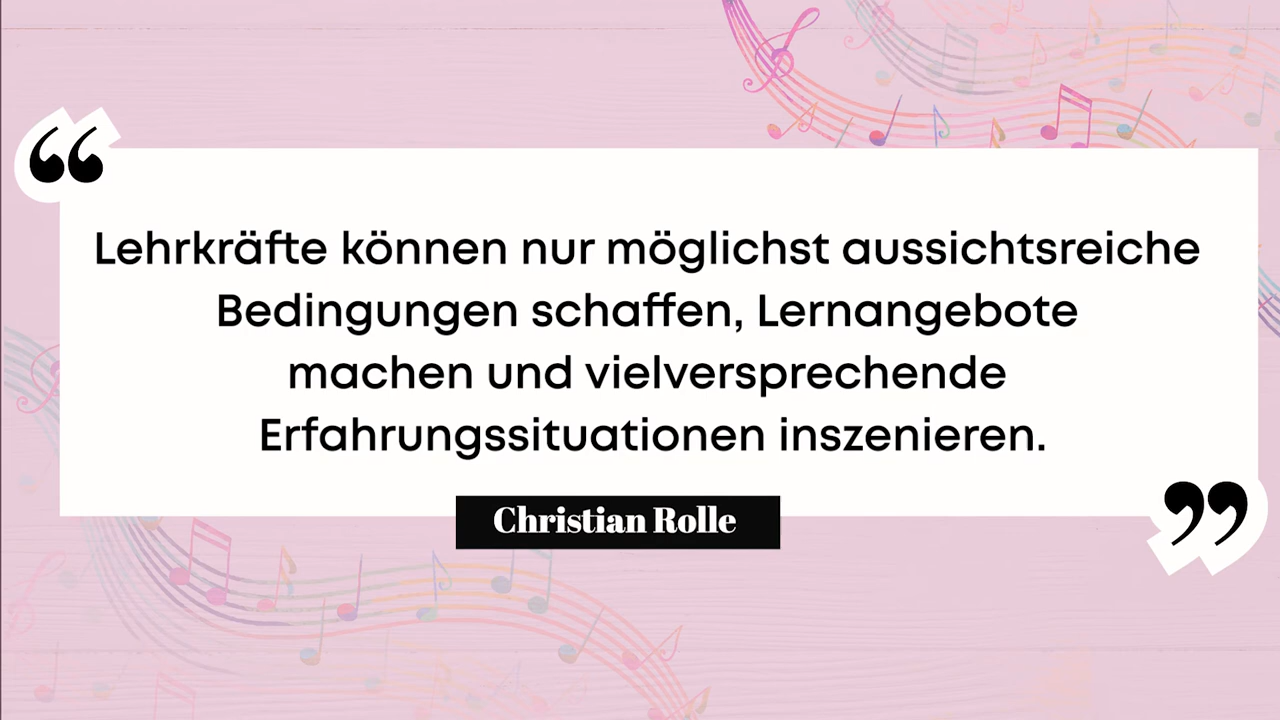 “
Lehrkräfte können nur möglichst aussichtsreiche
Bedingungen schaffen, Lernangebote
machen und vielversprechende
Erfahrungssituationen inszenieren.
”
Christian Rolle